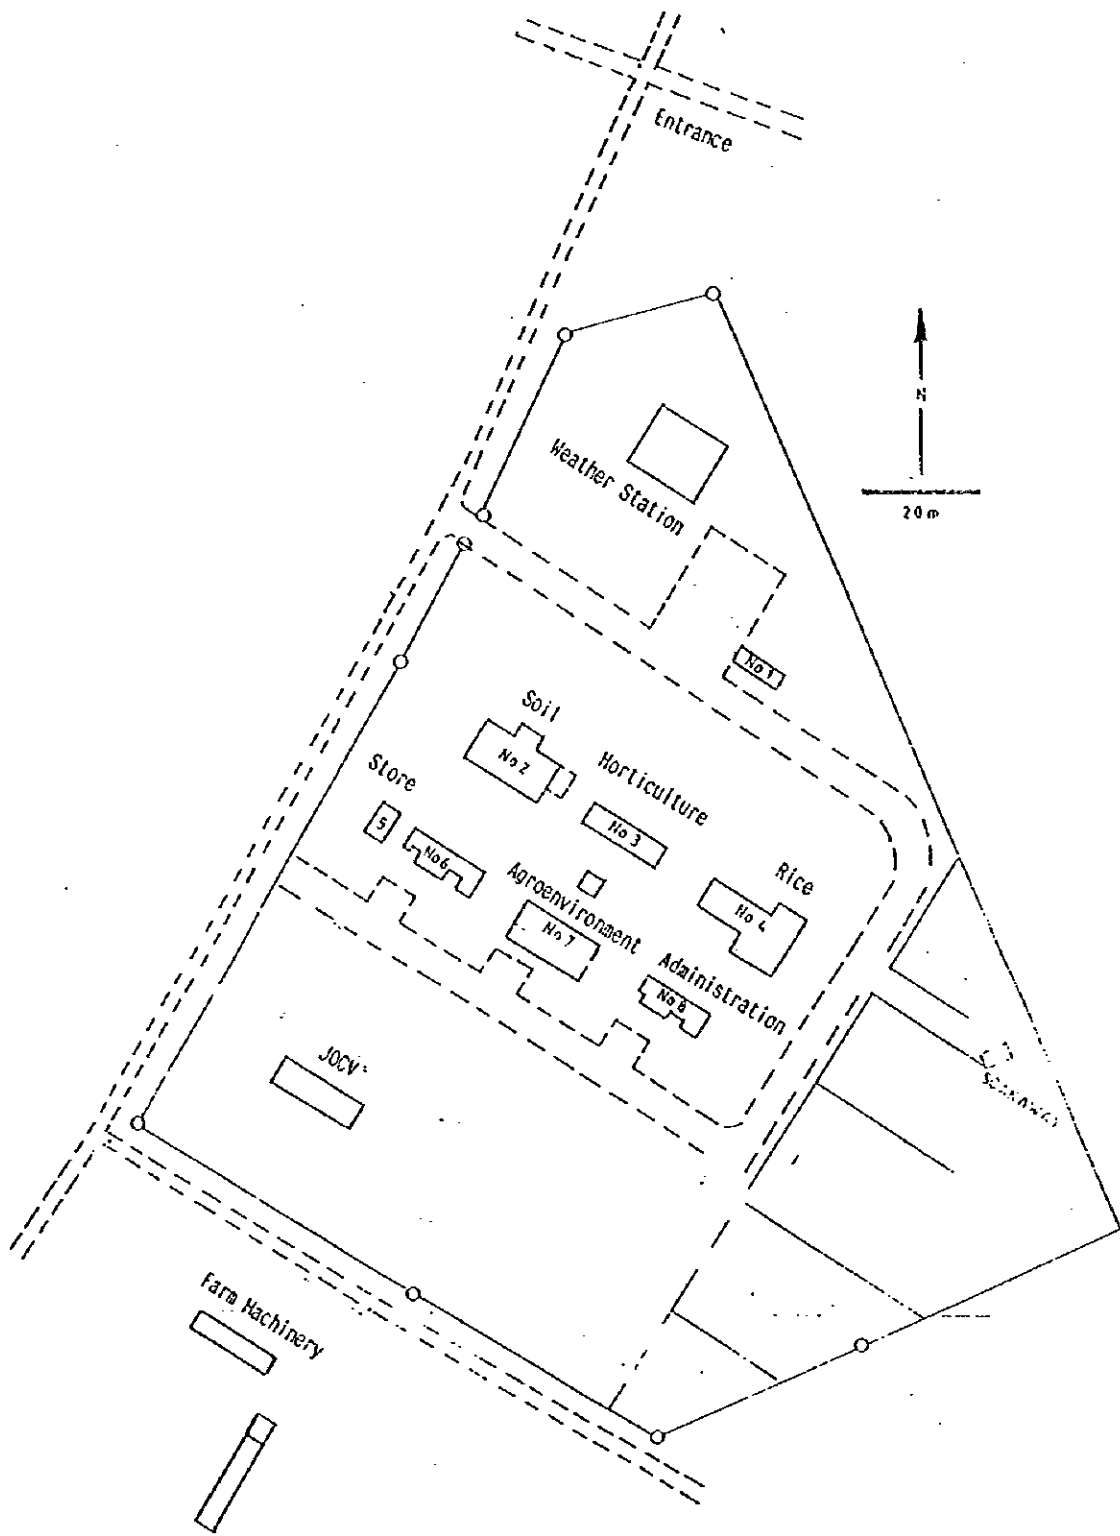 Entrance
N
20 m
Weather Station
No 1
Soil
No 2
Horticulture
No 3
Store
5
No 6
Agroenvironment
No 7
Rice
No 4
Administration
No 8
JOCV
Farm Machinery